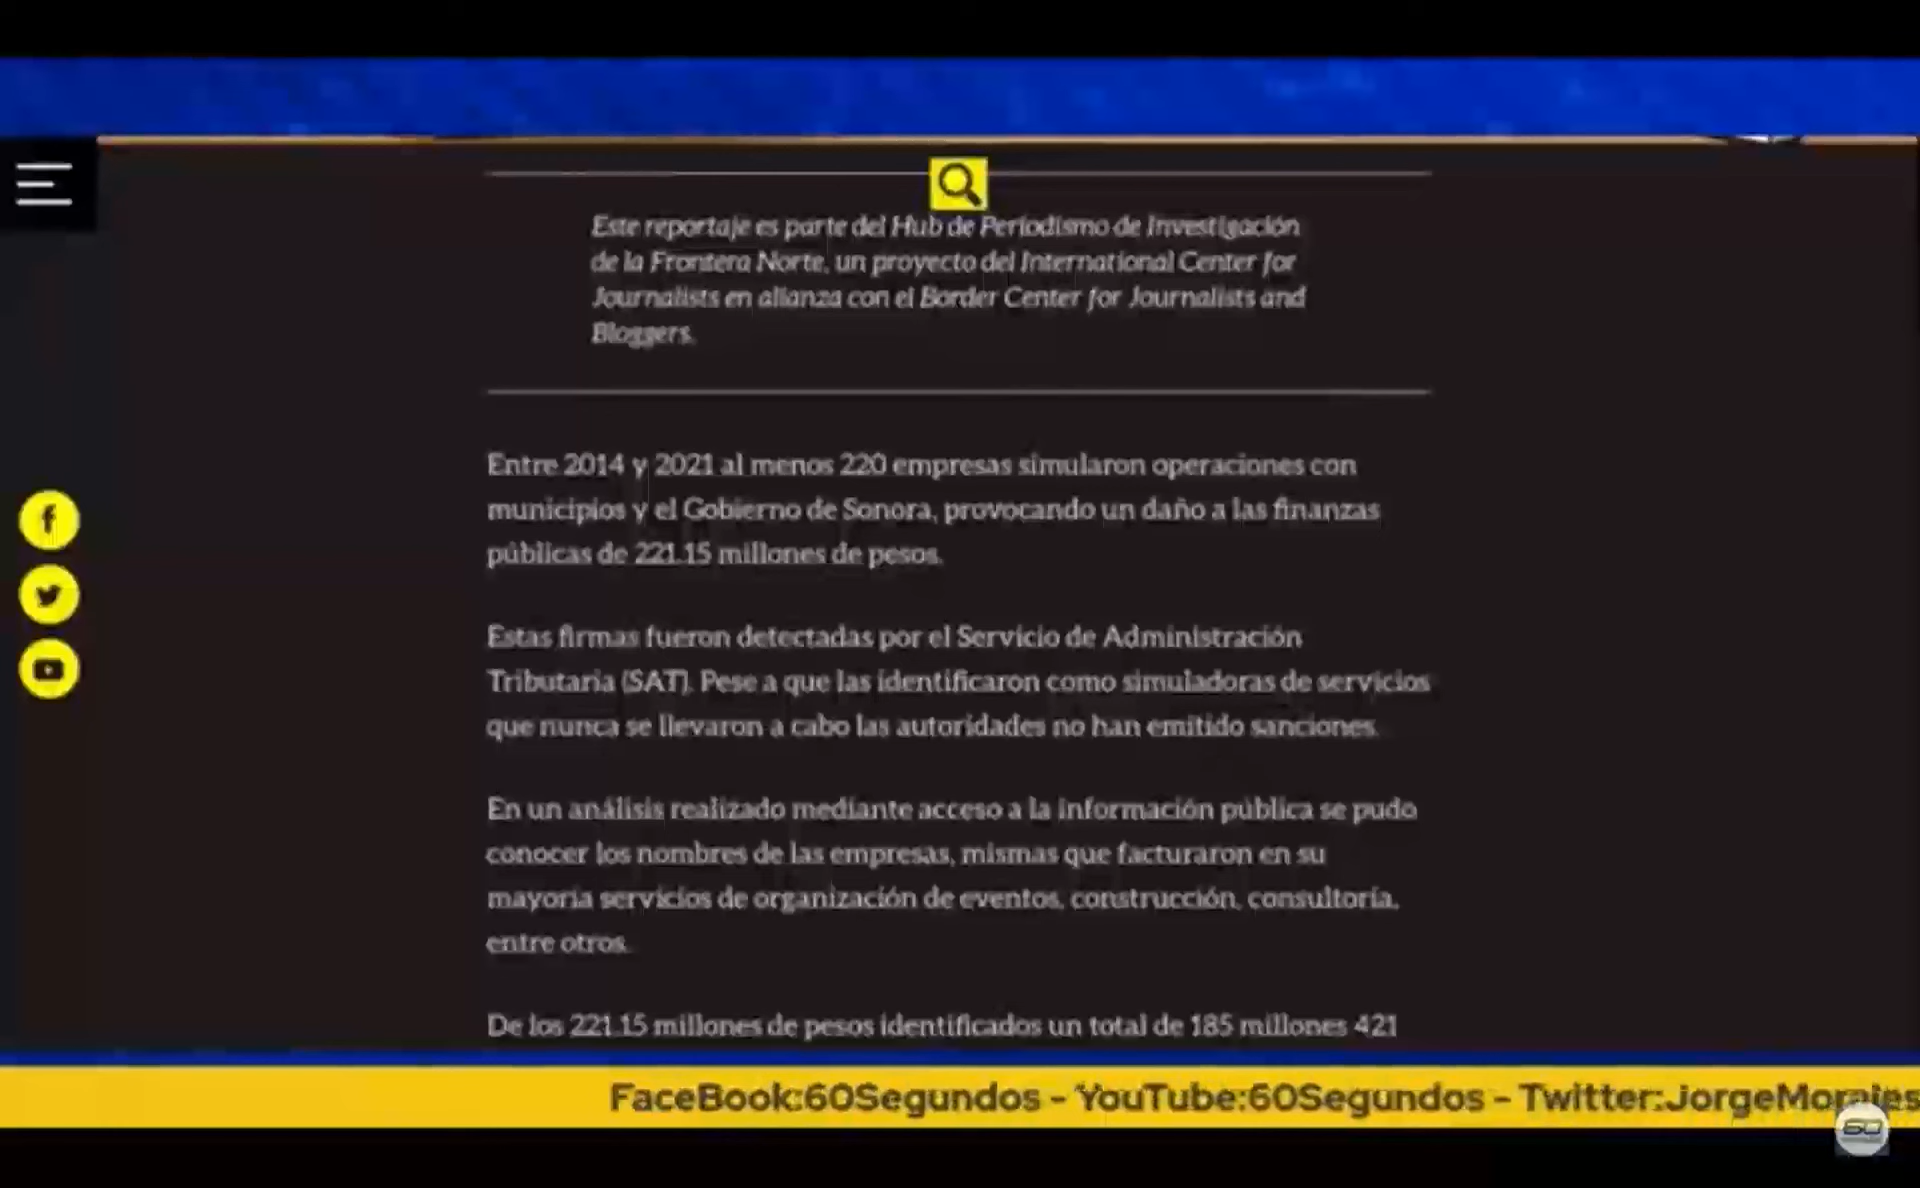 Este reportaje es parte del Hub de Periodismo de Investigación
de la Frontera Norte, un proyecto del International Center for
Journalists en alianza con el Border Center for Journalists and
Bloggers.
Entre 2014 y 2021 al menos 220 empresas simularon operaciones con
municipios y el Gobierno de Sonora, provocando un daño a las finanzas
públicas de 221.15 millones de pesos.
Estas firmas fueron detectadas por el Servicio de Administración
Tributaria (SAT). Pese a que las identificaron como simuladoras de servicios
que nunca se llevaron a cabo las autoridades no han emitido sanciones.
En un análisis realizado mediante acceso a la información pública se pudo
conocer los nombres de las empresas, mismas que facturaron en su
mayoría servicios de organización de eventos, construcción, consultoría,
entre otros.
De los 221.15 millones de pesos identificados un total de 185 millones 421
FaceBook:60Segundos - YouTube:60Segundos - Twitter:JorgeMorales
60